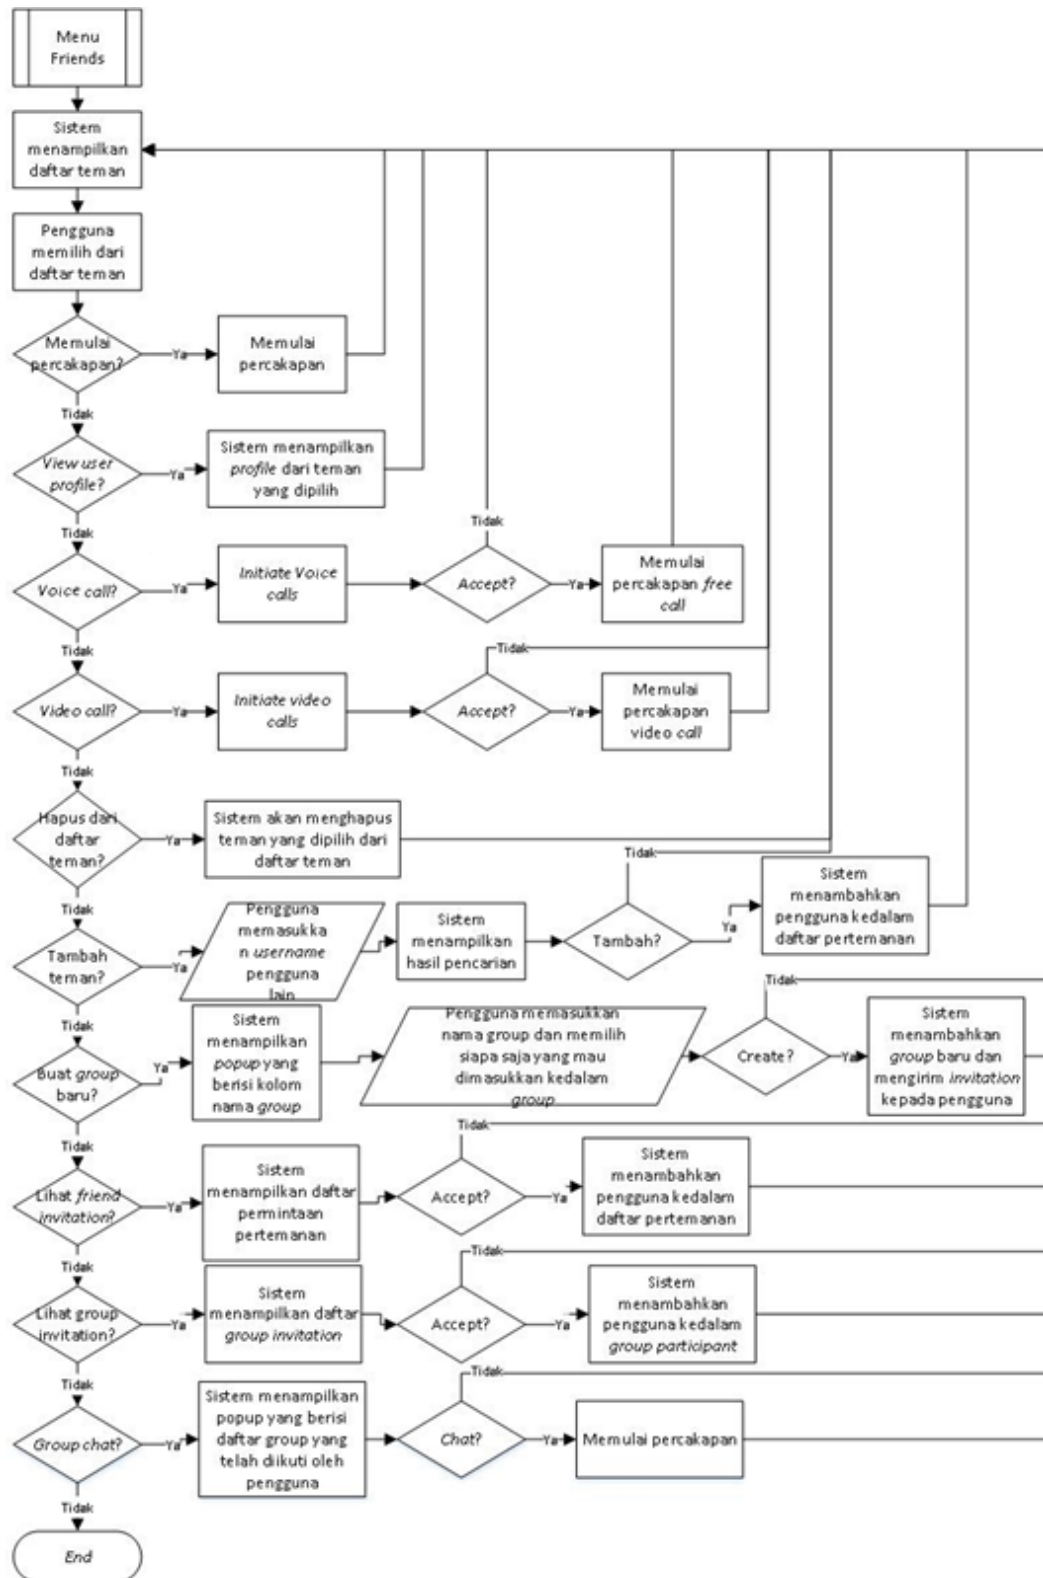 Menu
Friends
Sistem
menampilkan
daftar teman
Pengguna
memilih dari
daftar teman
Memulai
percakapan?
Ya
Memulai
percakapan
Tidak
View user
profile?
Ya
Sistem menampilkan
profile dari teman
yang dipilih
Tidak
Voice call?
Ya
Initiate Voice
calls
Tidak
Accept?
Ya
Memulai
percakapan free
call
Tidak
Video call?
Ya
Initiate video
calls
Tidak
Accept?
Ya
Memulai
percakapan
video call
Tidak
Hapus dari
daftar
teman?
Ya
Sistem akan menghapus
teman yang dipilih dari
daftar teman
Tidak
Tambah
teman?
Ya
Pengguna
memasukka
n username
pengguna
lain
Sistem
menampilkan
hasil pencarian
Tidak
Tambah?
Ya
Sistem
menambahkan
pengguna kedalam
daftar pertemanan
Tidak
Buat group
baru?
Ya
Sistem
menampilkan
popup yang
berisi kolom
nama group
Pengguna memasukkan
nama group dan memilih
siapa saja yang mau
dimasukkan kedalam
group
Tidak
Create?
Ya
Sistem
menambahkan
group baru dan
mengirim invitation
kepada pengguna
Tidak
Lihat friend
invitation?
Ya
Sistem
menampilkan daftar
permintaan
pertemanan
Tidak
Accept?
Ya
Sistem
menambahkan
pengguna kedalam
daftar pertemanan
Tidak
Lihat group
invitation?
Ya
Sistem
menampilkan daftar
group invitation
Tidak
Accept?
Ya
Sistem
menambahkan
pengguna kedalam
group participant
Tidak
Group chat?
Ya
Sistem menampilkan
popup yang berisi
daftar group yang
telah diikuti oleh
pengguna
Tidak
Chat?
Ya
Memulai percakapan
Tidak
End